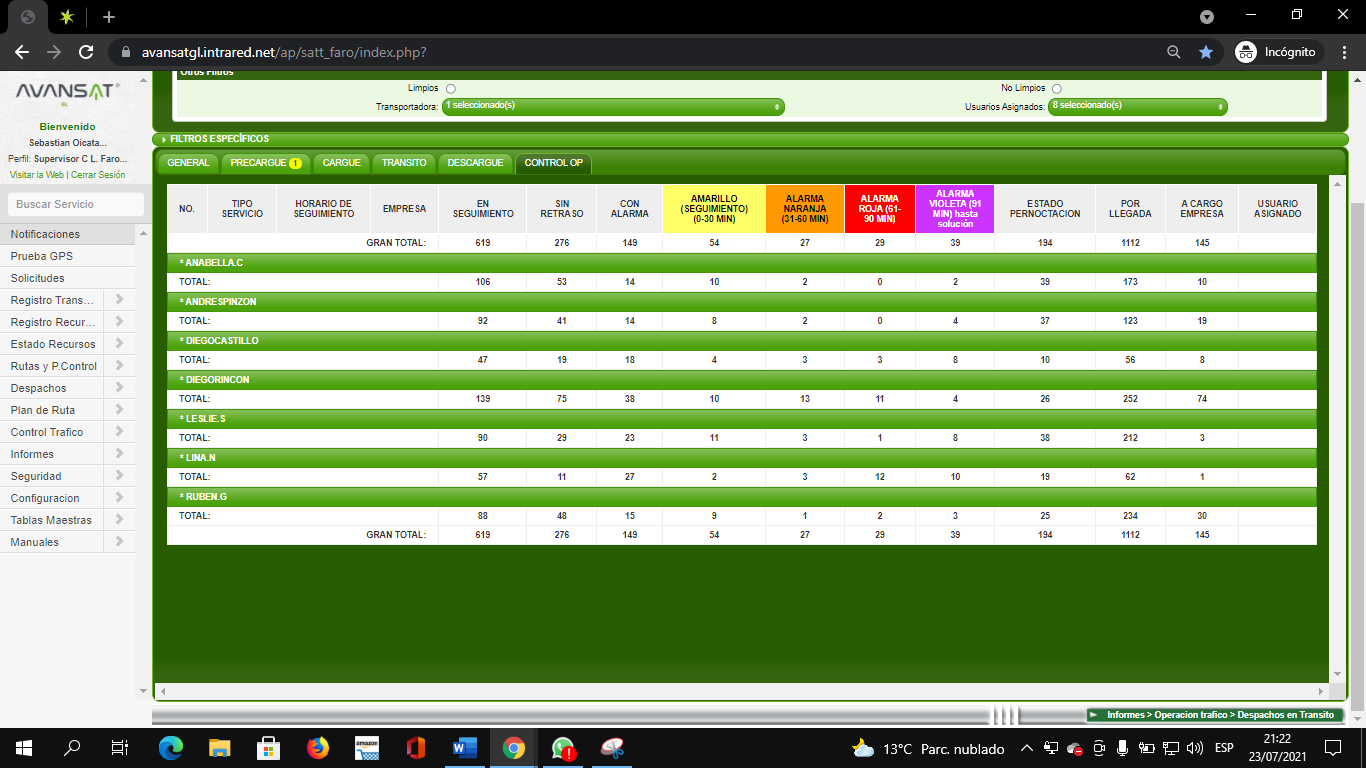 avansatgl.intrared.net/ap/satt_faro/index.php?
Incógnito
AVANSAT
GL
Bienvenido
Sebastian Oicata...
Perfil: Supervisor C L. Faro...
Visitar la Web | Cerrar Sesión
Buscar Servicio
Notificaciones
Prueba GPS
Solicitudes
Registro Trans...
Registro Recur...
Estado Recursos
Rutas y P.Control
Despachos
Plan de Ruta
Control Trafico
Informes
Seguridad
Configuracion
Tablas Maestras
Manuales
Otros Filtros
Limpios
No Limpios
Transportadora: 1 seleccionado(s)
Usuarios Asignados: 8 seleccionado(s)
FILTROS ESPECÍFICOS
GENERAL PRECARGUE 1 CARGUE TRANSITO DESCARGUE CONTROL OP
NO. TIPO SERVICIO HORARIO DE SEGUIMIENTO EMPRESA EN SEGUIMIENTO SIN RETRASO CON ALARMA AMARILLO (SEGUIMIENTO) (0-30 MIN) ALARMA NARANJA (31-60 MIN) ALARMA ROJA (61-90 MIN) ALARMA VIOLETA (91 MIN) hasta solución ESTADO PERNOCTACION POR LLEGADA A CARGO EMPRESA USUARIO ASIGNADO
GRAN TOTAL: 619 276 149 54 27 29 39 194 1112 145
* ANABELLA.C
TOTAL: 106 53 14 10 2 0 2 39 173 10
* ANDRESPINZON
TOTAL: 92 41 14 8 2 0 4 37 123 19
* DIEGOCASTILLO
TOTAL: 47 19 18 4 3 3 8 10 56 8
* DIEGORINCON
TOTAL: 139 75 38 10 13 11 4 26 252 74
* LESLIE.S
TOTAL: 90 29 23 11 3 1 8 38 212 3
* LINA.N
TOTAL: 57 11 27 2 3 12 10 19 62 1
* RUBEN.G
TOTAL: 88 48 15 9 1 2 3 25 234 30
GRAN TOTAL: 619 276 149 54 27 29 39 194 1112 145
Informes > Operacion trafico > Despachos en Transito
amazon
13°C Parc. nublado
ESP
21:22
23/07/2021